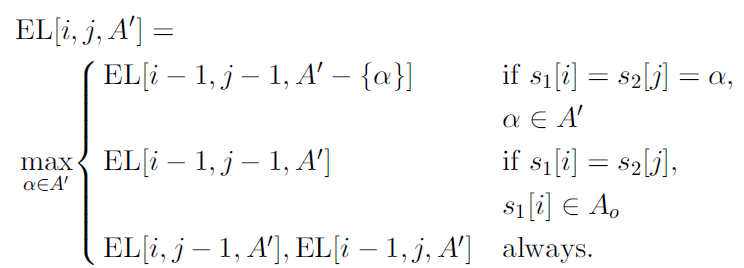 EL[i, j, A′] =
max α∈A′ { EL[i − 1, j − 1, A′ − {α}] if s₁[i] = s₂[j] = α,
α ∈ A′
EL[i − 1, j − 1, A′] if s₁[i] = s₂[j],
s₁[i] ∈ Aₒ
EL[i, j − 1, A′], EL[i − 1, j, A′] always.